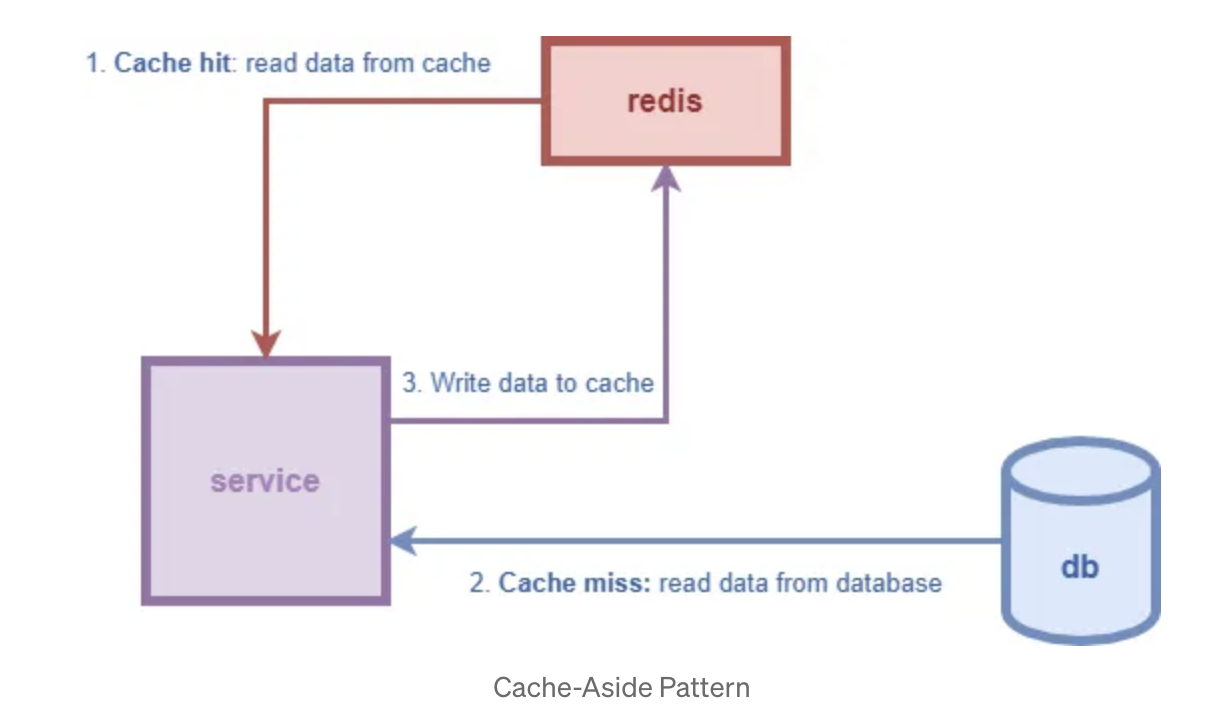 1. Cache hit: read data from cache
redis
3. Write data to cache
service
db
2. Cache miss: read data from database
Cache-Aside Pattern